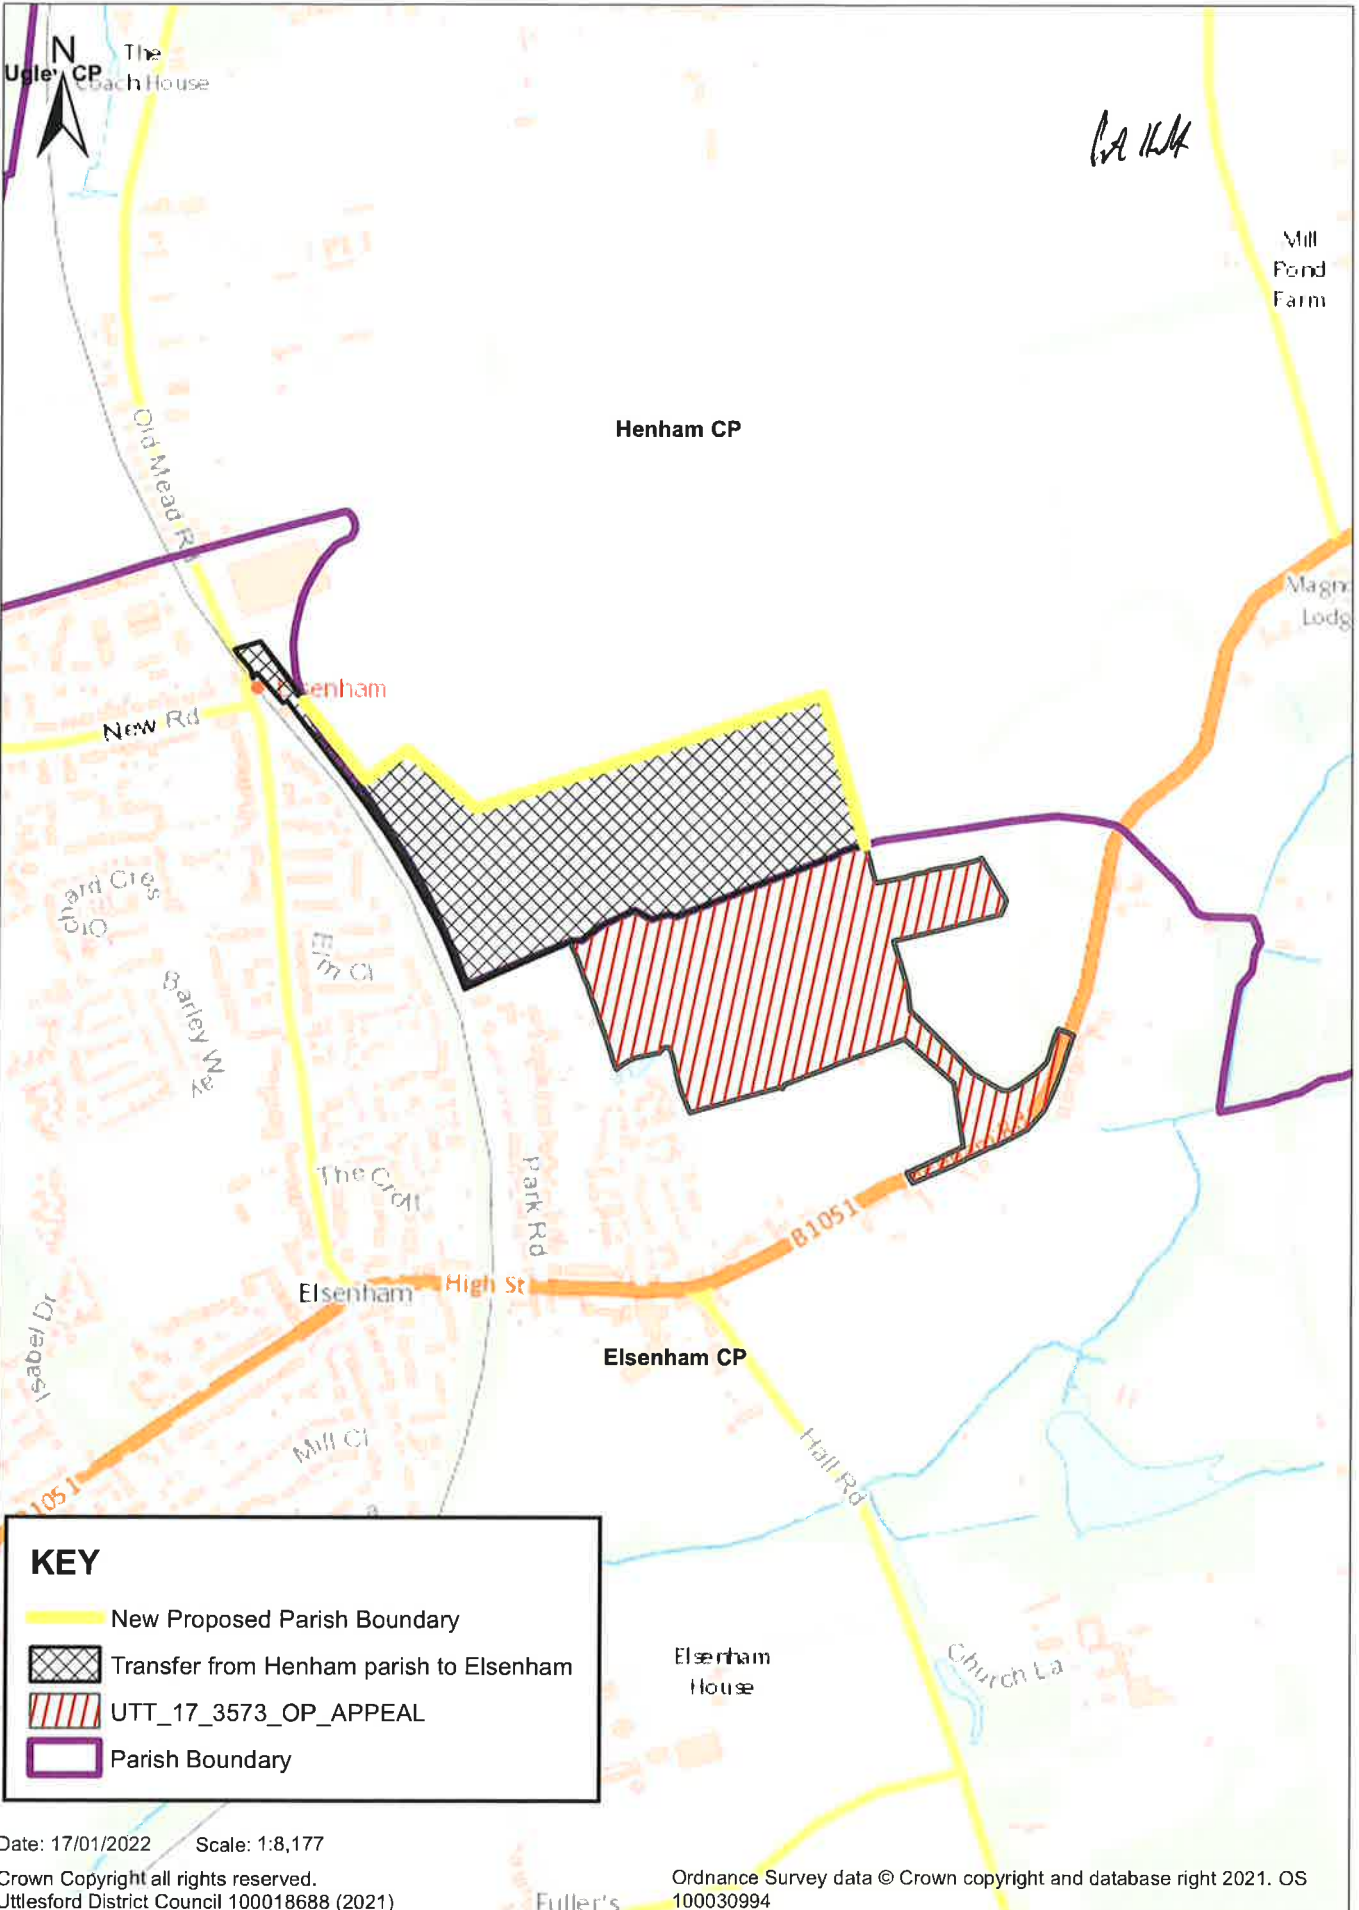 N
The
Ugley CP
Coach House
Mill
Pond
Farm
Old Mead Rd
Henham CP
Lodg
Elsenham
New Rd
Elm Cl
Barley Way
The Croft
Park Rd
B1051
Elsenham
High St
Isabel Dr
Elsenham CP
Mill Cl
Hall Rd
B1051
KEY
New Proposed Parish Boundary
Transfer from Henham parish to Elsenham
UTT_17_3573_OP_APPEAL
Parish Boundary
Elsenham
House
Church La
Date: 17/01/2022 Scale: 1:8,177
Crown Copyright all rights reserved.
Uttlesford District Council 100018688 (2021)
Fuller's
Ordnance Survey data © Crown copyright and database right 2021. OS
100030994